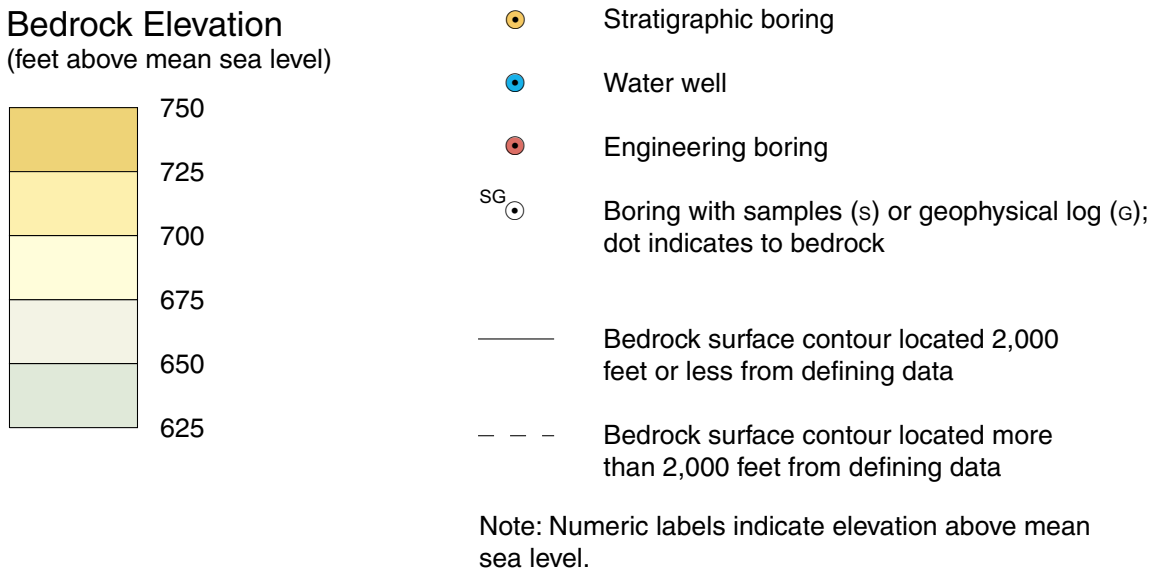 Bedrock Elevation
(feet above mean sea level)
750
725
700
675
650
625
Stratigraphic boring
Water well
Engineering boring
SG
Boring with samples (S) or geophysical log (G);
dot indicates to bedrock
Bedrock surface contour located 2,000
feet or less from defining data
Bedrock surface contour located more
than 2,000 feet from defining data
Note: Numeric labels indicate elevation above mean
sea level.